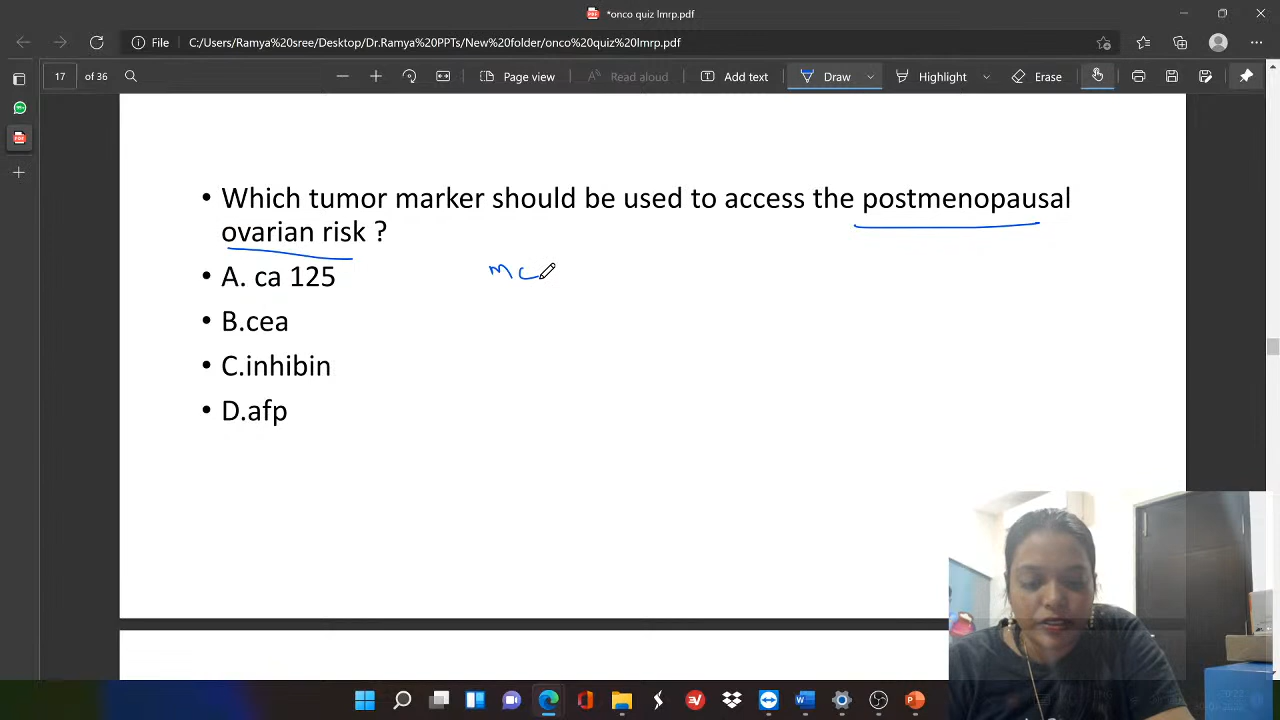 *onco quiz lmrp.pdf
File C:/Users/Ramya%20sree/Desktop/Dr.Ramya%20PPTs/New%20folder/onco%20quiz%20lmrp.pdf
17 of 36 Page view Read aloud Add text Draw Highlight Erase
• Which tumor marker should be used to access the postmenopausal
ovarian risk ?
• A. ca 125
mc
• B.cea
• C.inhibin
• D.afp